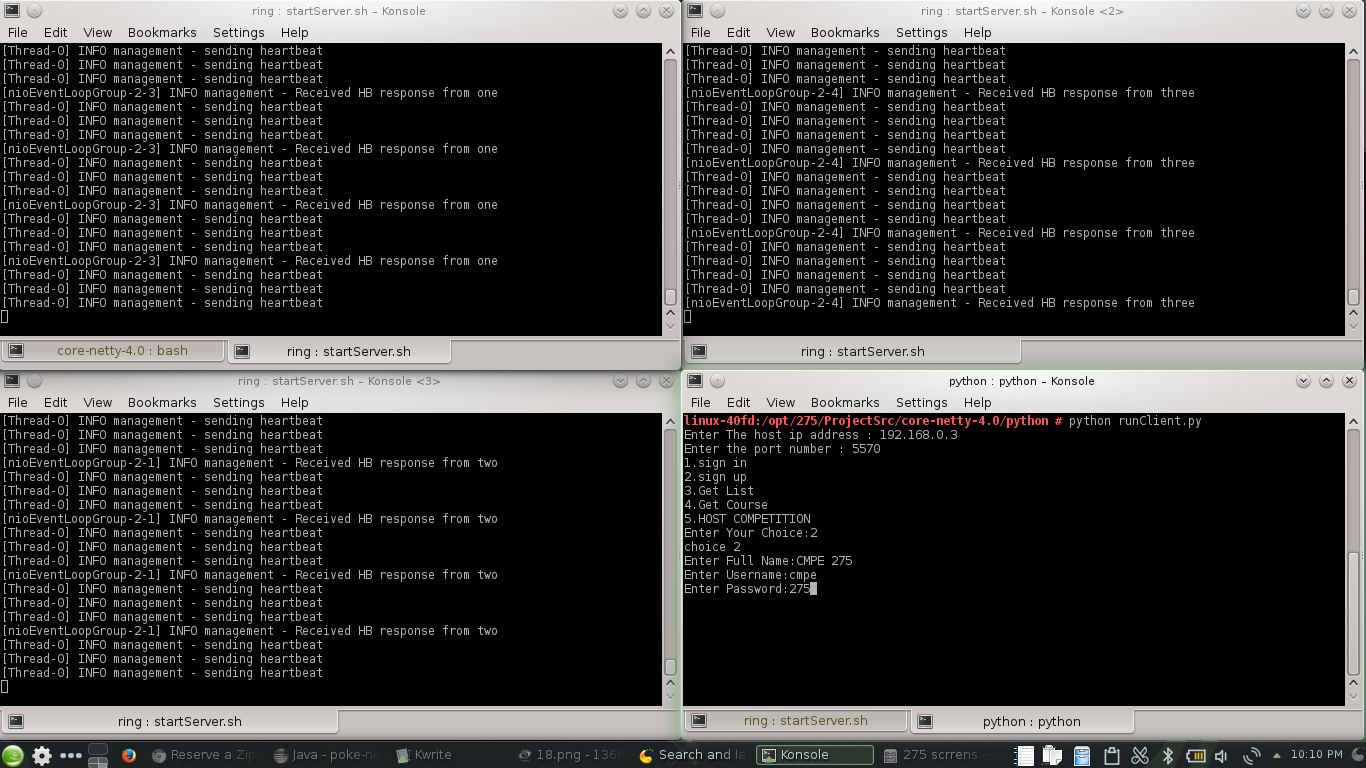 ring : startServer.sh – Konsole
File Edit View Bookmarks Settings Help
[Thread-0] INFO management - sending heartbeat
[Thread-0] INFO management - sending heartbeat
[Thread-0] INFO management - sending heartbeat
[nioEventLoopGroup-2-3] INFO management - Received HB response from one
[Thread-0] INFO management - sending heartbeat
[Thread-0] INFO management - sending heartbeat
[Thread-0] INFO management - sending heartbeat
[nioEventLoopGroup-2-3] INFO management - Received HB response from one
[Thread-0] INFO management - sending heartbeat
[Thread-0] INFO management - sending heartbeat
[Thread-0] INFO management - sending heartbeat
[nioEventLoopGroup-2-3] INFO management - Received HB response from one
[Thread-0] INFO management - sending heartbeat
[Thread-0] INFO management - sending heartbeat
[Thread-0] INFO management - sending heartbeat
[nioEventLoopGroup-2-3] INFO management - Received HB response from one
[Thread-0] INFO management - sending heartbeat
[Thread-0] INFO management - sending heartbeat
[Thread-0] INFO management - sending heartbeat
core-netty-4.0 : bash
ring : startServer.sh
ring : startServer.sh – Konsole <2>
File Edit View Bookmarks Settings Help
[Thread-0] INFO management - sending heartbeat
[Thread-0] INFO management - sending heartbeat
[Thread-0] INFO management - sending heartbeat
[nioEventLoopGroup-2-4] INFO management - Received HB response from three
[Thread-0] INFO management - sending heartbeat
[Thread-0] INFO management - sending heartbeat
[Thread-0] INFO management - sending heartbeat
[Thread-0] INFO management - sending heartbeat
[nioEventLoopGroup-2-4] INFO management - Received HB response from three
[Thread-0] INFO management - sending heartbeat
[Thread-0] INFO management - sending heartbeat
[Thread-0] INFO management - sending heartbeat
[Thread-0] INFO management - sending heartbeat
[nioEventLoopGroup-2-4] INFO management - Received HB response from three
[Thread-0] INFO management - sending heartbeat
[Thread-0] INFO management - sending heartbeat
[Thread-0] INFO management - sending heartbeat
[Thread-0] INFO management - sending heartbeat
[nioEventLoopGroup-2-4] INFO management - Received HB response from three
ring : startServer.sh
ring : startServer.sh – Konsole <3>
File Edit View Bookmarks Settings Help
[Thread-0] INFO management - sending heartbeat
[Thread-0] INFO management - sending heartbeat
[Thread-0] INFO management - sending heartbeat
[nioEventLoopGroup-2-1] INFO management - Received HB response from two
[Thread-0] INFO management - sending heartbeat
[Thread-0] INFO management - sending heartbeat
[Thread-0] INFO management - sending heartbeat
[nioEventLoopGroup-2-1] INFO management - Received HB response from two
[Thread-0] INFO management - sending heartbeat
[Thread-0] INFO management - sending heartbeat
[Thread-0] INFO management - sending heartbeat
[nioEventLoopGroup-2-1] INFO management - Received HB response from two
[Thread-0] INFO management - sending heartbeat
[Thread-0] INFO management - sending heartbeat
[Thread-0] INFO management - sending heartbeat
[nioEventLoopGroup-2-1] INFO management - Received HB response from two
[Thread-0] INFO management - sending heartbeat
[Thread-0] INFO management - sending heartbeat
[Thread-0] INFO management - sending heartbeat
ring : startServer.sh
python : python – Konsole
File Edit View Bookmarks Settings Help
linux-40fd:/opt/275/ProjectSrc/core-netty-4.0/python # python runClient.py
Enter The host ip address : 192.168.0.3
Enter the port number : 5570
1.sign in
2.sign up
3.Get List
4.Get Course
5.HOST COMPETITION
Enter Your Choice:2
choice 2
Enter Full Name:CMPE 275
Enter Username:cmpe
Enter Password:275
ring : startServer.sh
python : python
Reserve a Zip
Java - poke-ne
Kwrite
18.png - 136
Search and la
Konsole
275 scrrens
10:10 PM